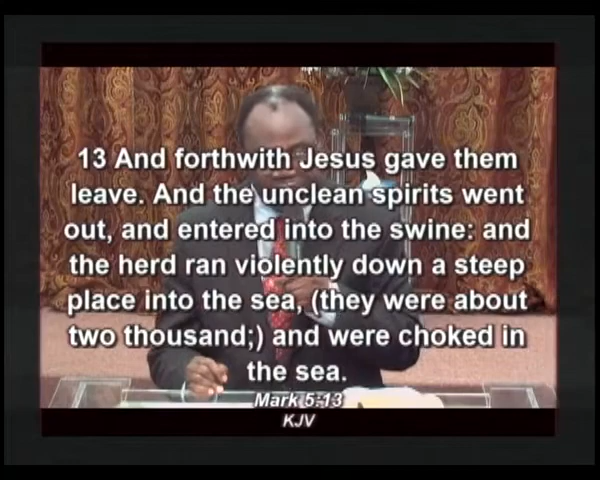 13 And forthwith Jesus gave them
leave. And the unclean spirits went
out, and entered into the swine: and
the herd ran violently down a steep
place into the sea, (they were about
two thousand;) and were choked in
the sea.
Mark 5:13
KJV